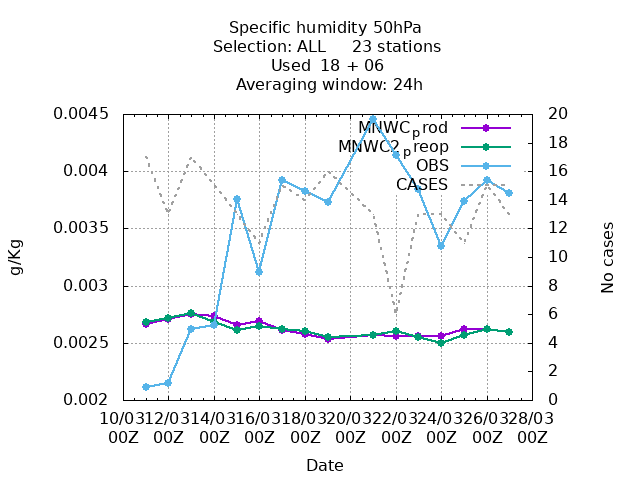 Specific humidity 50hPa
Selection: ALL 23 stations
Used 18 + 06
Averaging window: 24h
0.0045
0.004
0.0035
0.003
0.0025
0.002
20
18
16
14
12
10
8
6
4
2
0
MNWCprod
MNWC2preop
OBS
CASES
g/Kg
No cases
10/03 12/03 14/03 16/03 18/03 20/03 22/03 24/03 26/03 28/03
00Z 00Z 00Z 00Z 00Z 00Z 00Z 00Z 00Z 00Z
Date